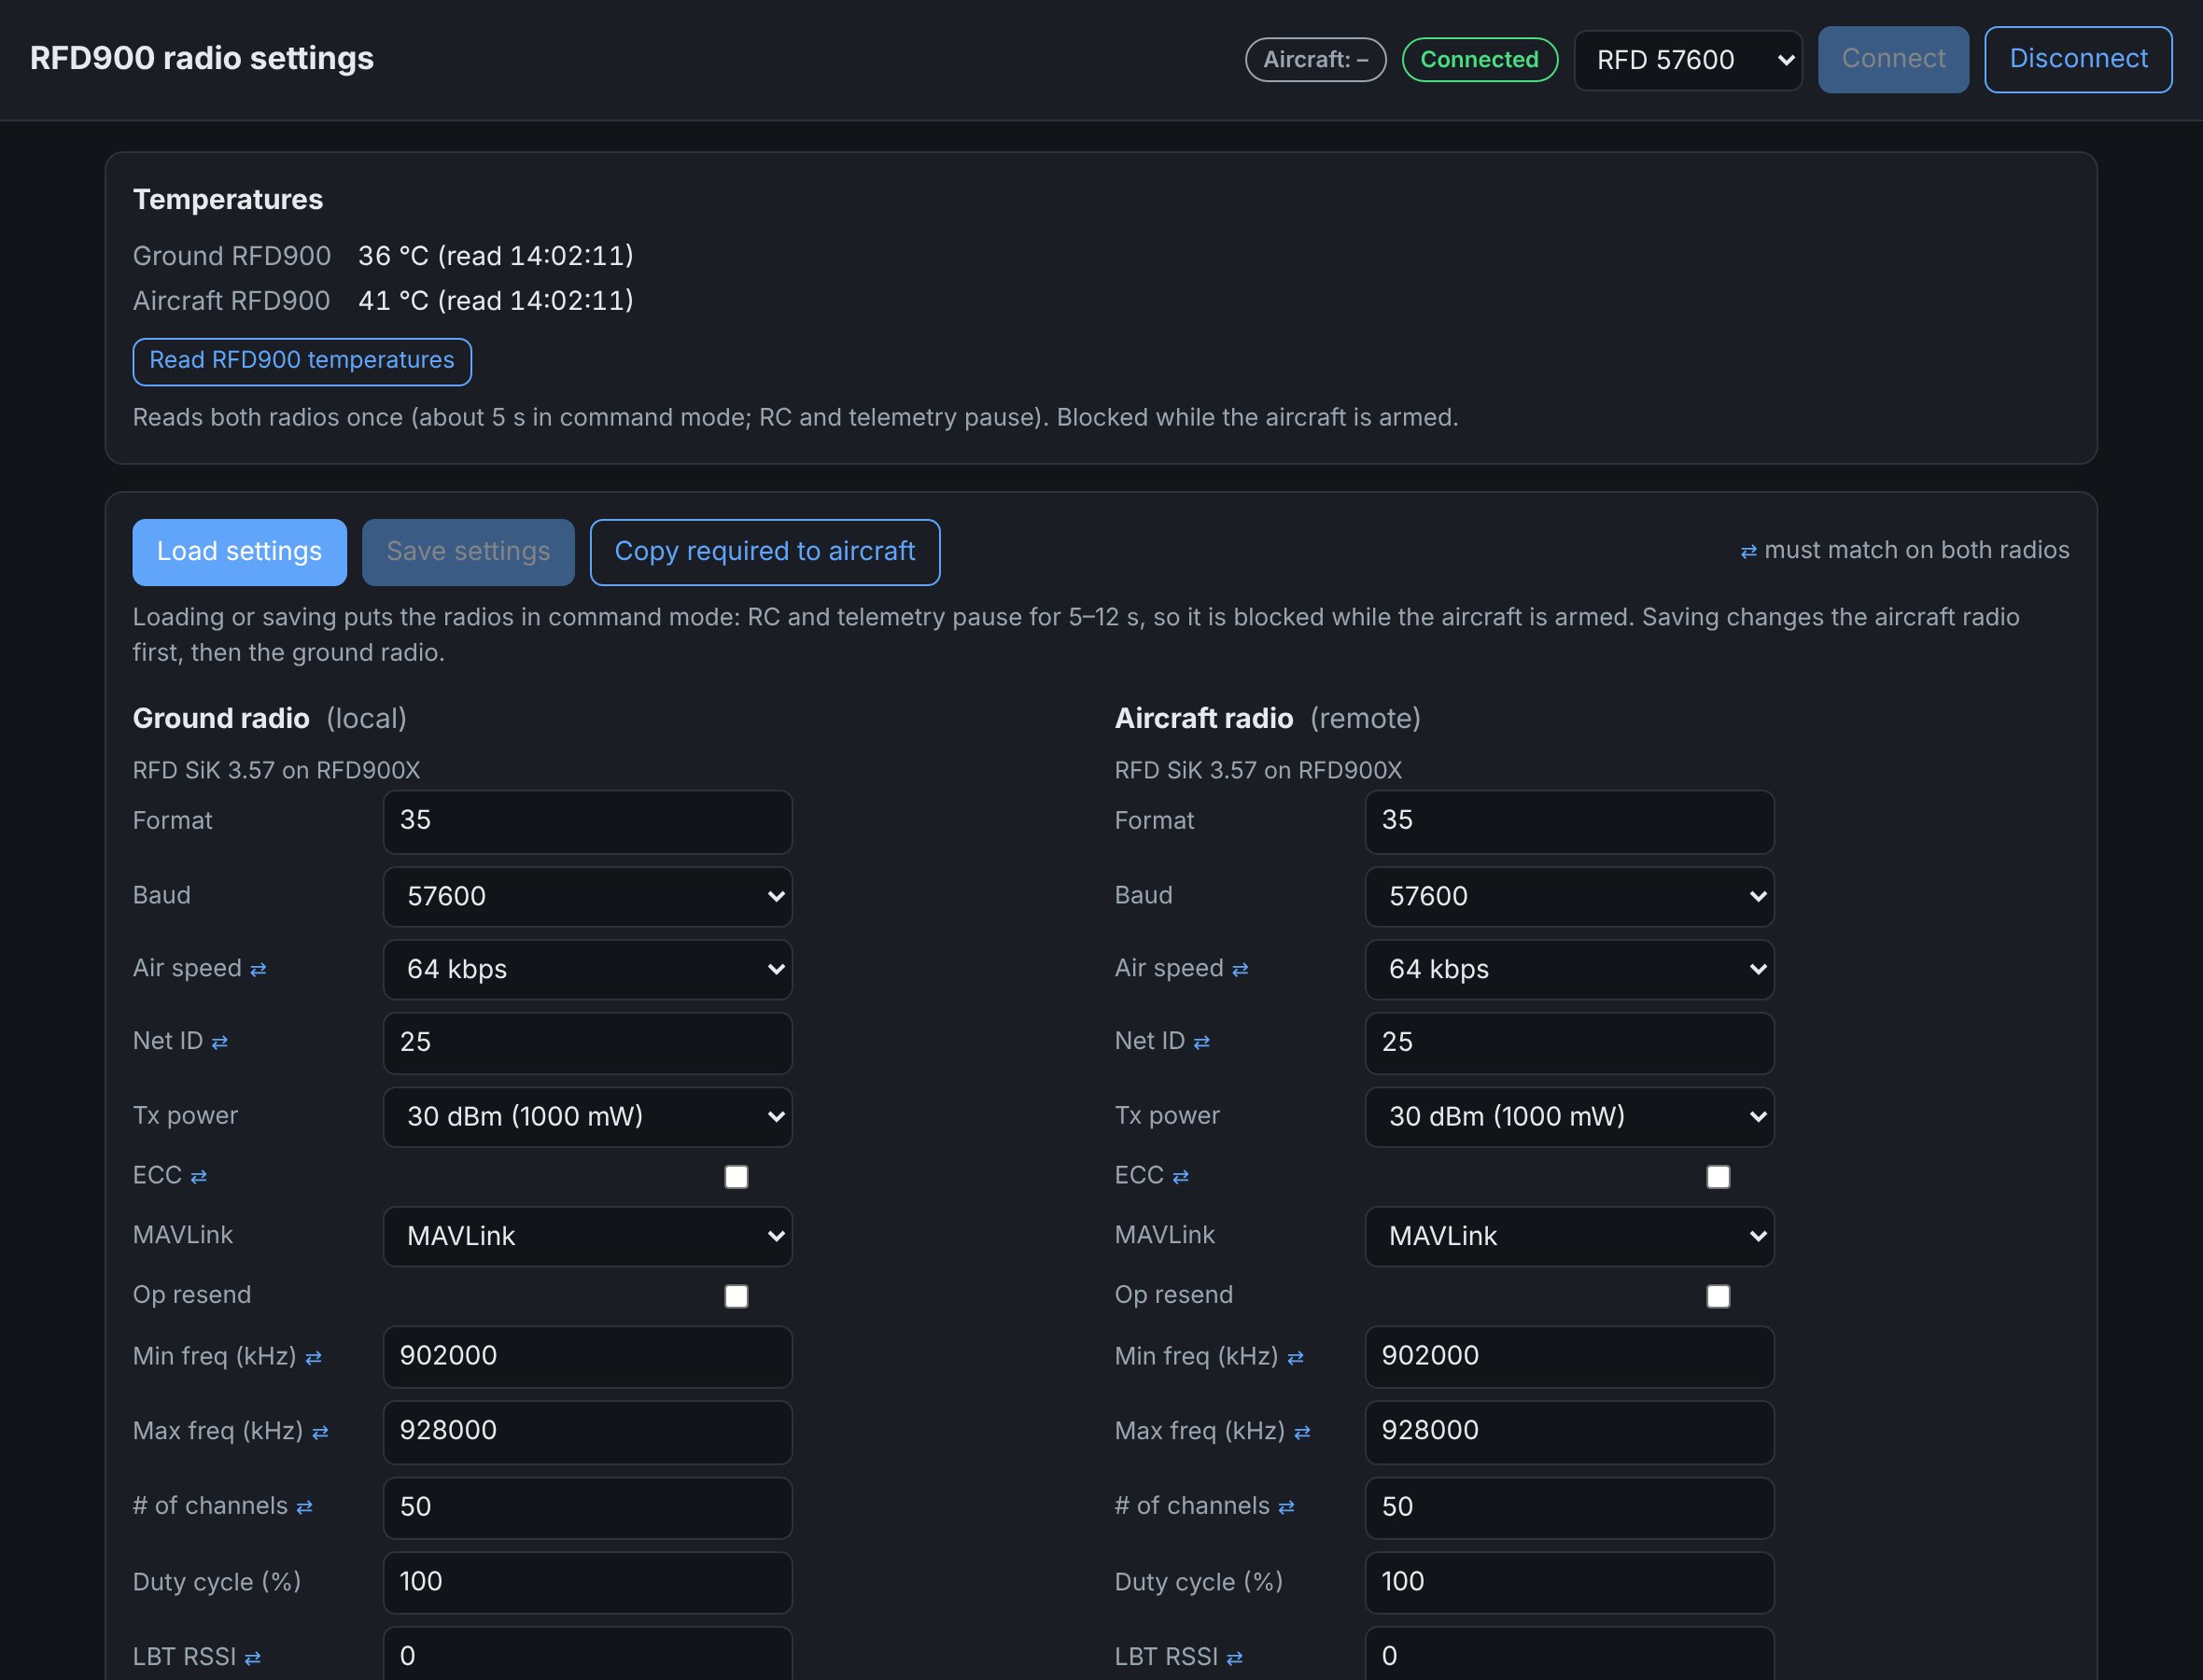 RFD900 radio settings
Aircraft: –
Connected
RFD 57600
Connect
Disconnect
Temperatures
Ground RFD900 36 °C (read 14:02:11)
Aircraft RFD900 41 °C (read 14:02:11)
Read RFD900 temperatures
Reads both radios once (about 5 s in command mode; RC and telemetry pause). Blocked while the aircraft is armed.
Load settings
Save settings
Copy required to aircraft
⇄ must match on both radios
Loading or saving puts the radios in command mode: RC and telemetry pause for 5–12 s, so it is blocked while the aircraft is armed. Saving changes the aircraft radio
first, then the ground radio.
Ground radio (local)
RFD SiK 3.57 on RFD900X
Format 35
Baud 57600
Air speed ⇄ 64 kbps
Net ID ⇄ 25
Tx power 30 dBm (1000 mW)
ECC ⇄
MAVLink MAVLink
Op resend
Min freq (kHz) ⇄ 902000
Max freq (kHz) ⇄ 928000
# of channels ⇄ 50
Duty cycle (%) 100
LBT RSSI ⇄ 0
Aircraft radio (remote)
RFD SiK 3.57 on RFD900X
Format 35
Baud 57600
Air speed ⇄ 64 kbps
Net ID ⇄ 25
Tx power 30 dBm (1000 mW)
ECC ⇄
MAVLink MAVLink
Op resend
Min freq (kHz) ⇄ 902000
Max freq (kHz) ⇄ 928000
# of channels ⇄ 50
Duty cycle (%) 100
LBT RSSI ⇄ 0